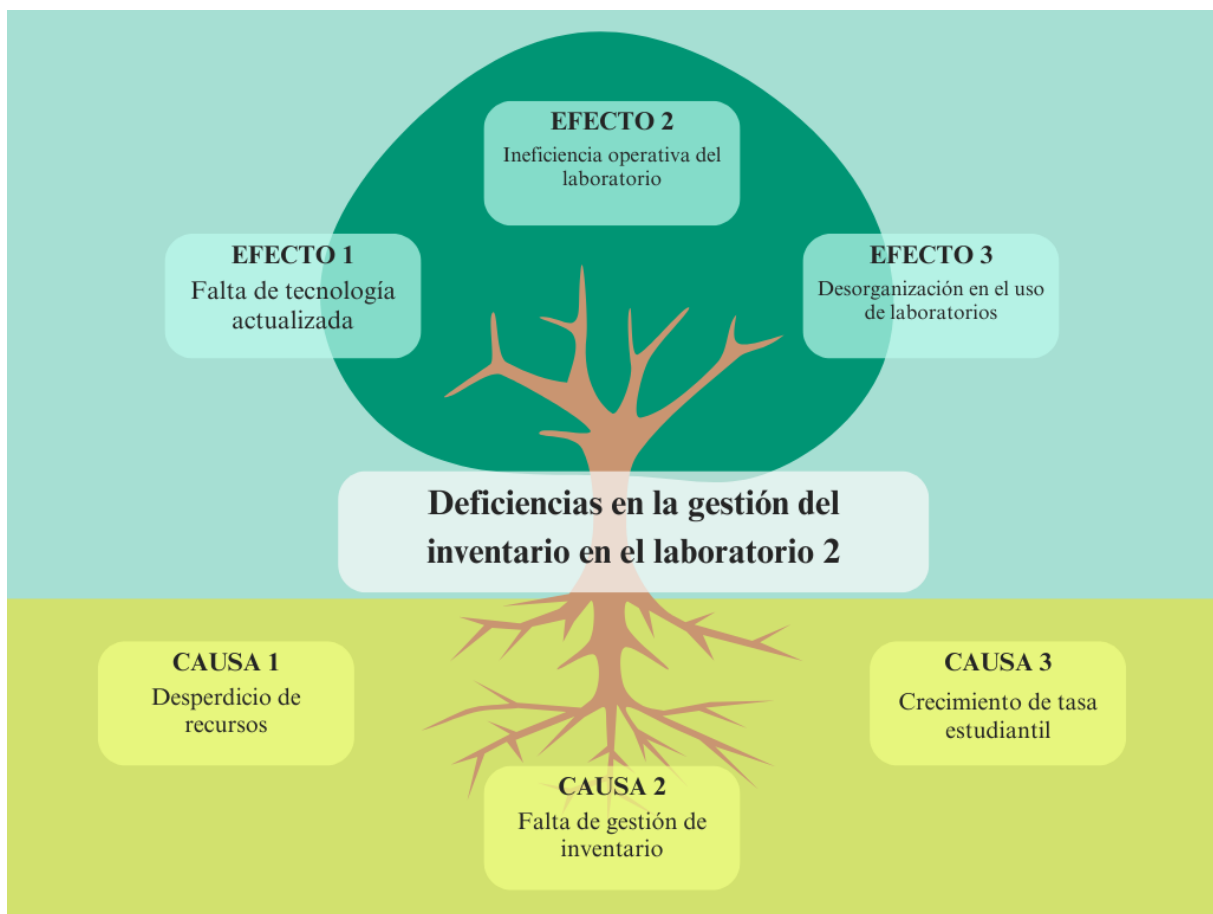 EFECTO 2
Ineficiencia operativa del
laboratorio
EFECTO 1
Falta de tecnología
actualizada
EFECTO 3
Desorganización en el uso
de laboratorios
Deficiencias en la gestión del
inventario en el laboratorio 2
CAUSA 1
Desperdicio de
recursos
CAUSA 3
Crecimiento de tasa
estudiantil
CAUSA 2
Falta de gestión de
inventario